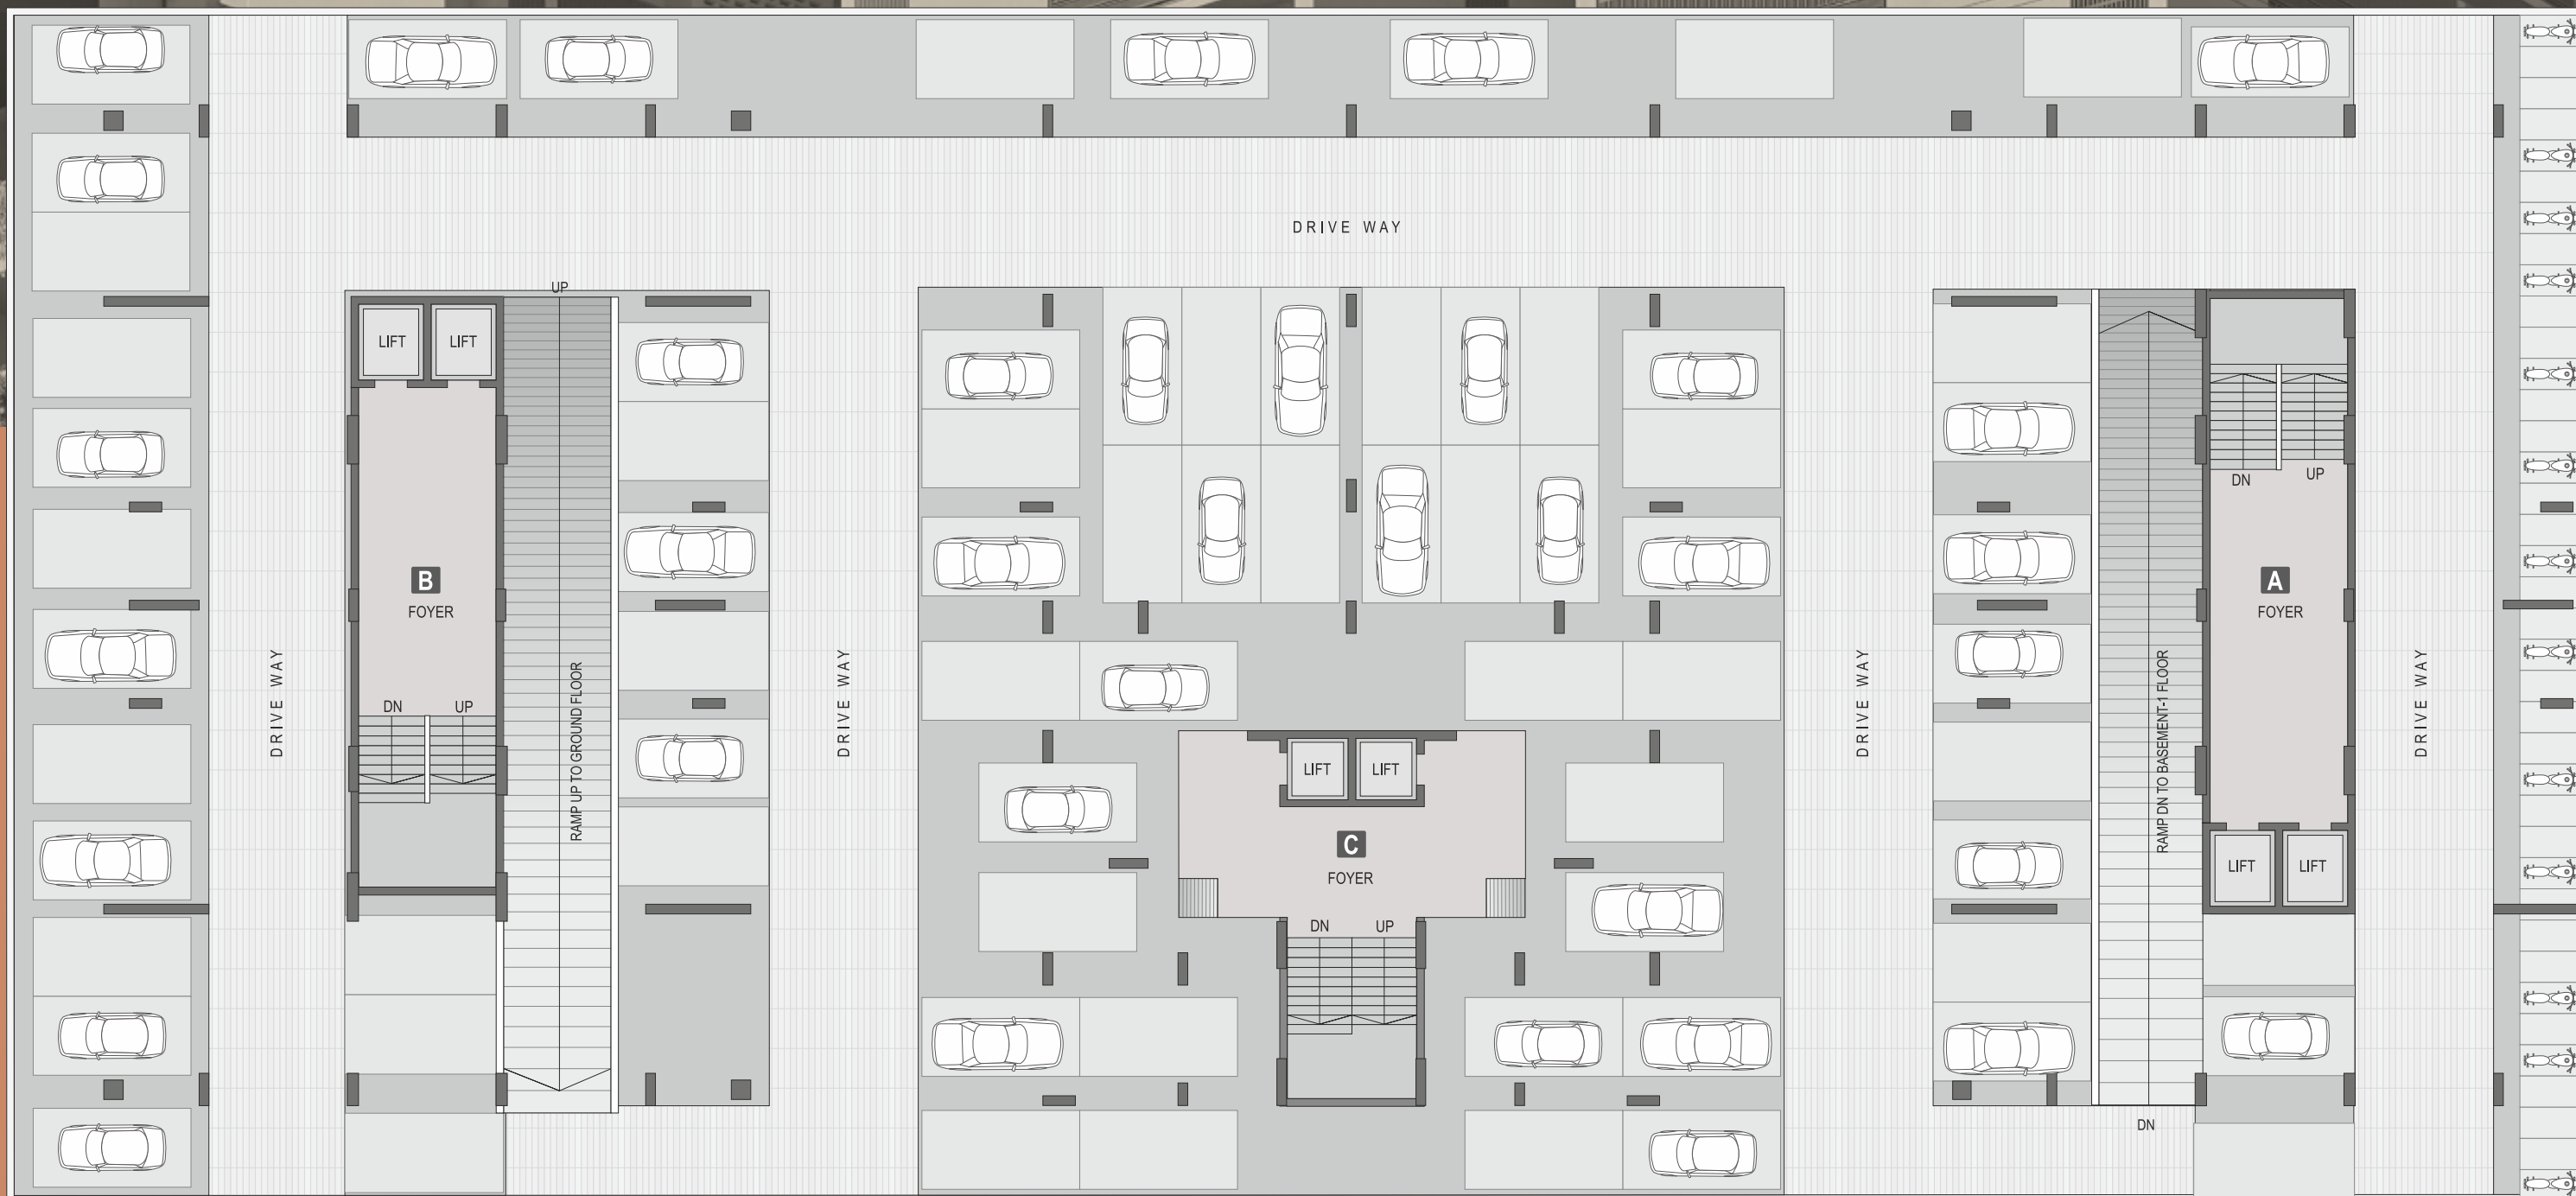 DRIVE WAY
UP
LIFT
LIFT
B
FOYER
DN
UP
RAMP UP TO GROUND FLOOR
DRIVE WAY
DRIVE WAY
LIFT
LIFT
C
FOYER
DN
UP
DRIVE WAY
RAMP DN TO BASEMENT-1 FLOOR
DN
UP
A
FOYER
LIFT
LIFT
DRIVE WAY
DN